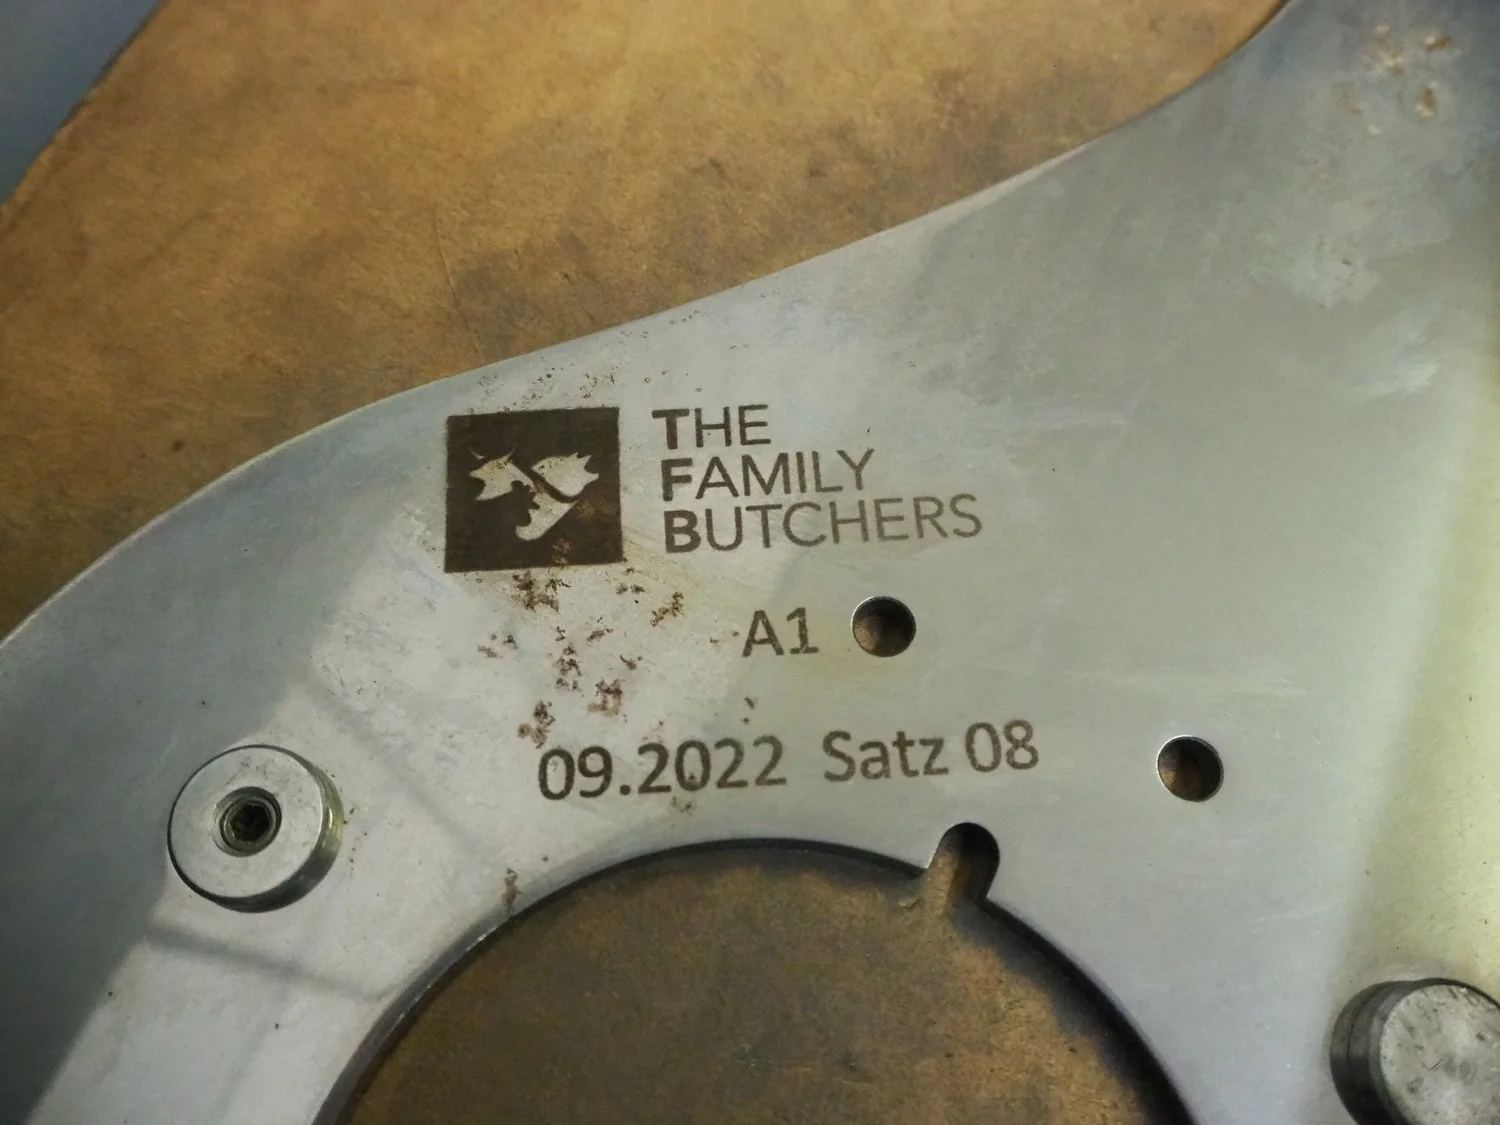 THE
FAMILY
BUTCHERS
A1
09.2022 Satz 08